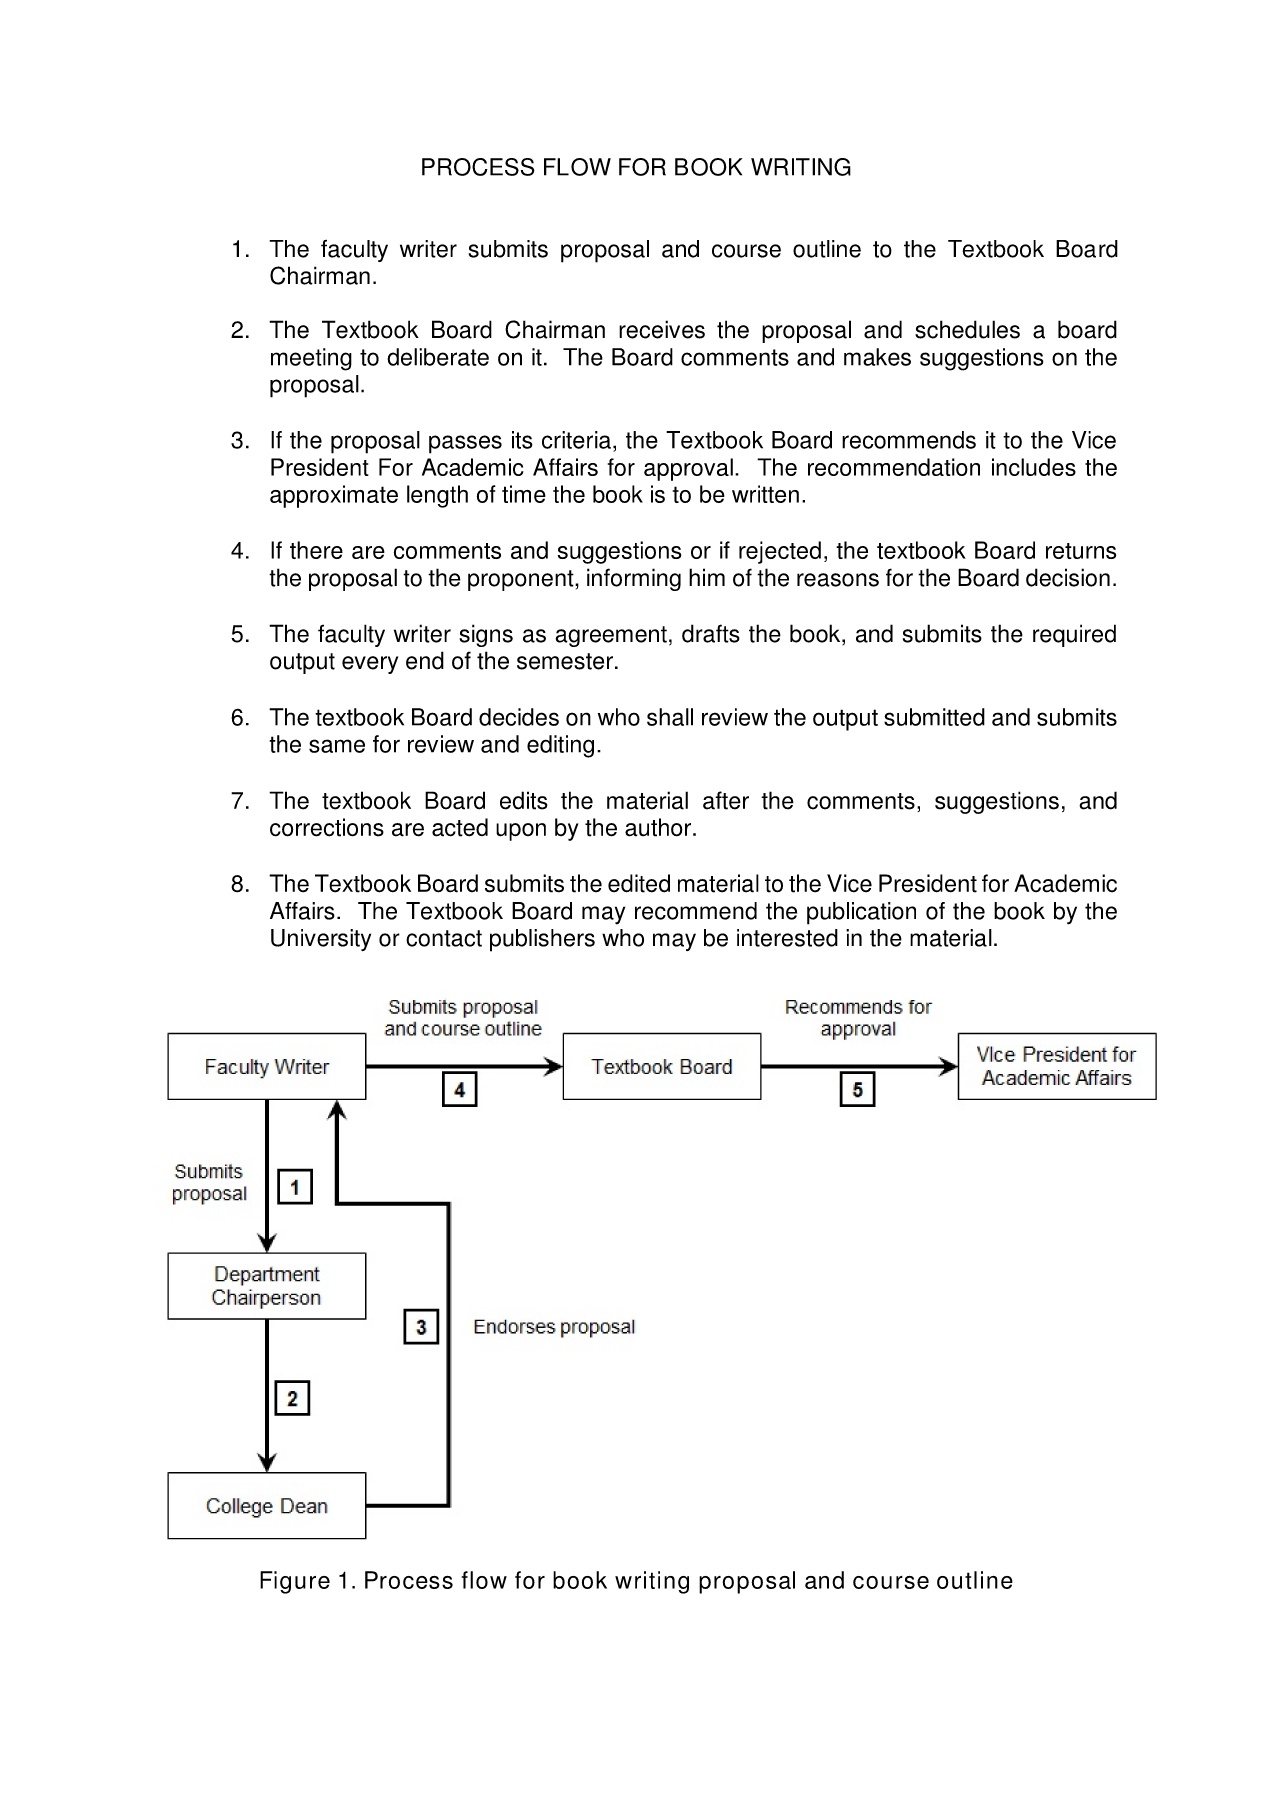 PROCESS FLOW FOR BOOK WRITING
1. The faculty writer submits proposal and course outline to the Textbook Board
Chairman.
2. The Textbook Board Chairman receives the proposal and schedules a board
meeting to deliberate on it. The Board comments and makes suggestions on the
proposal.
3. If the proposal passes its criteria, the Textbook Board recommends it to the Vice
President For Academic Affairs for approval. The recommendation includes the
approximate length of time the book is to be written.
4. If there are comments and suggestions or if rejected, the textbook Board returns
the proposal to the proponent, informing him of the reasons for the Board decision.
5. The faculty writer signs as agreement, drafts the book, and submits the required
output every end of the semester.
6. The textbook Board decides on who shall review the output submitted and submits
the same for review and editing.
7. The textbook Board edits the material after the comments, suggestions, and
corrections are acted upon by the author.
8. The Textbook Board submits the edited material to the Vice President for Academic
Affairs. The Textbook Board may recommend the publication of the book by the
University or contact publishers who may be interested in the material.
Submits proposal
and course outline
Recommends for
approval
Faculty Writer
Textbook Board
VIce President for
Academic Affairs
4
5
Submits
proposal
1
Department
Chairperson
3
Endorses proposal
2
College Dean
Figure 1. Process flow for book writing proposal and course outline